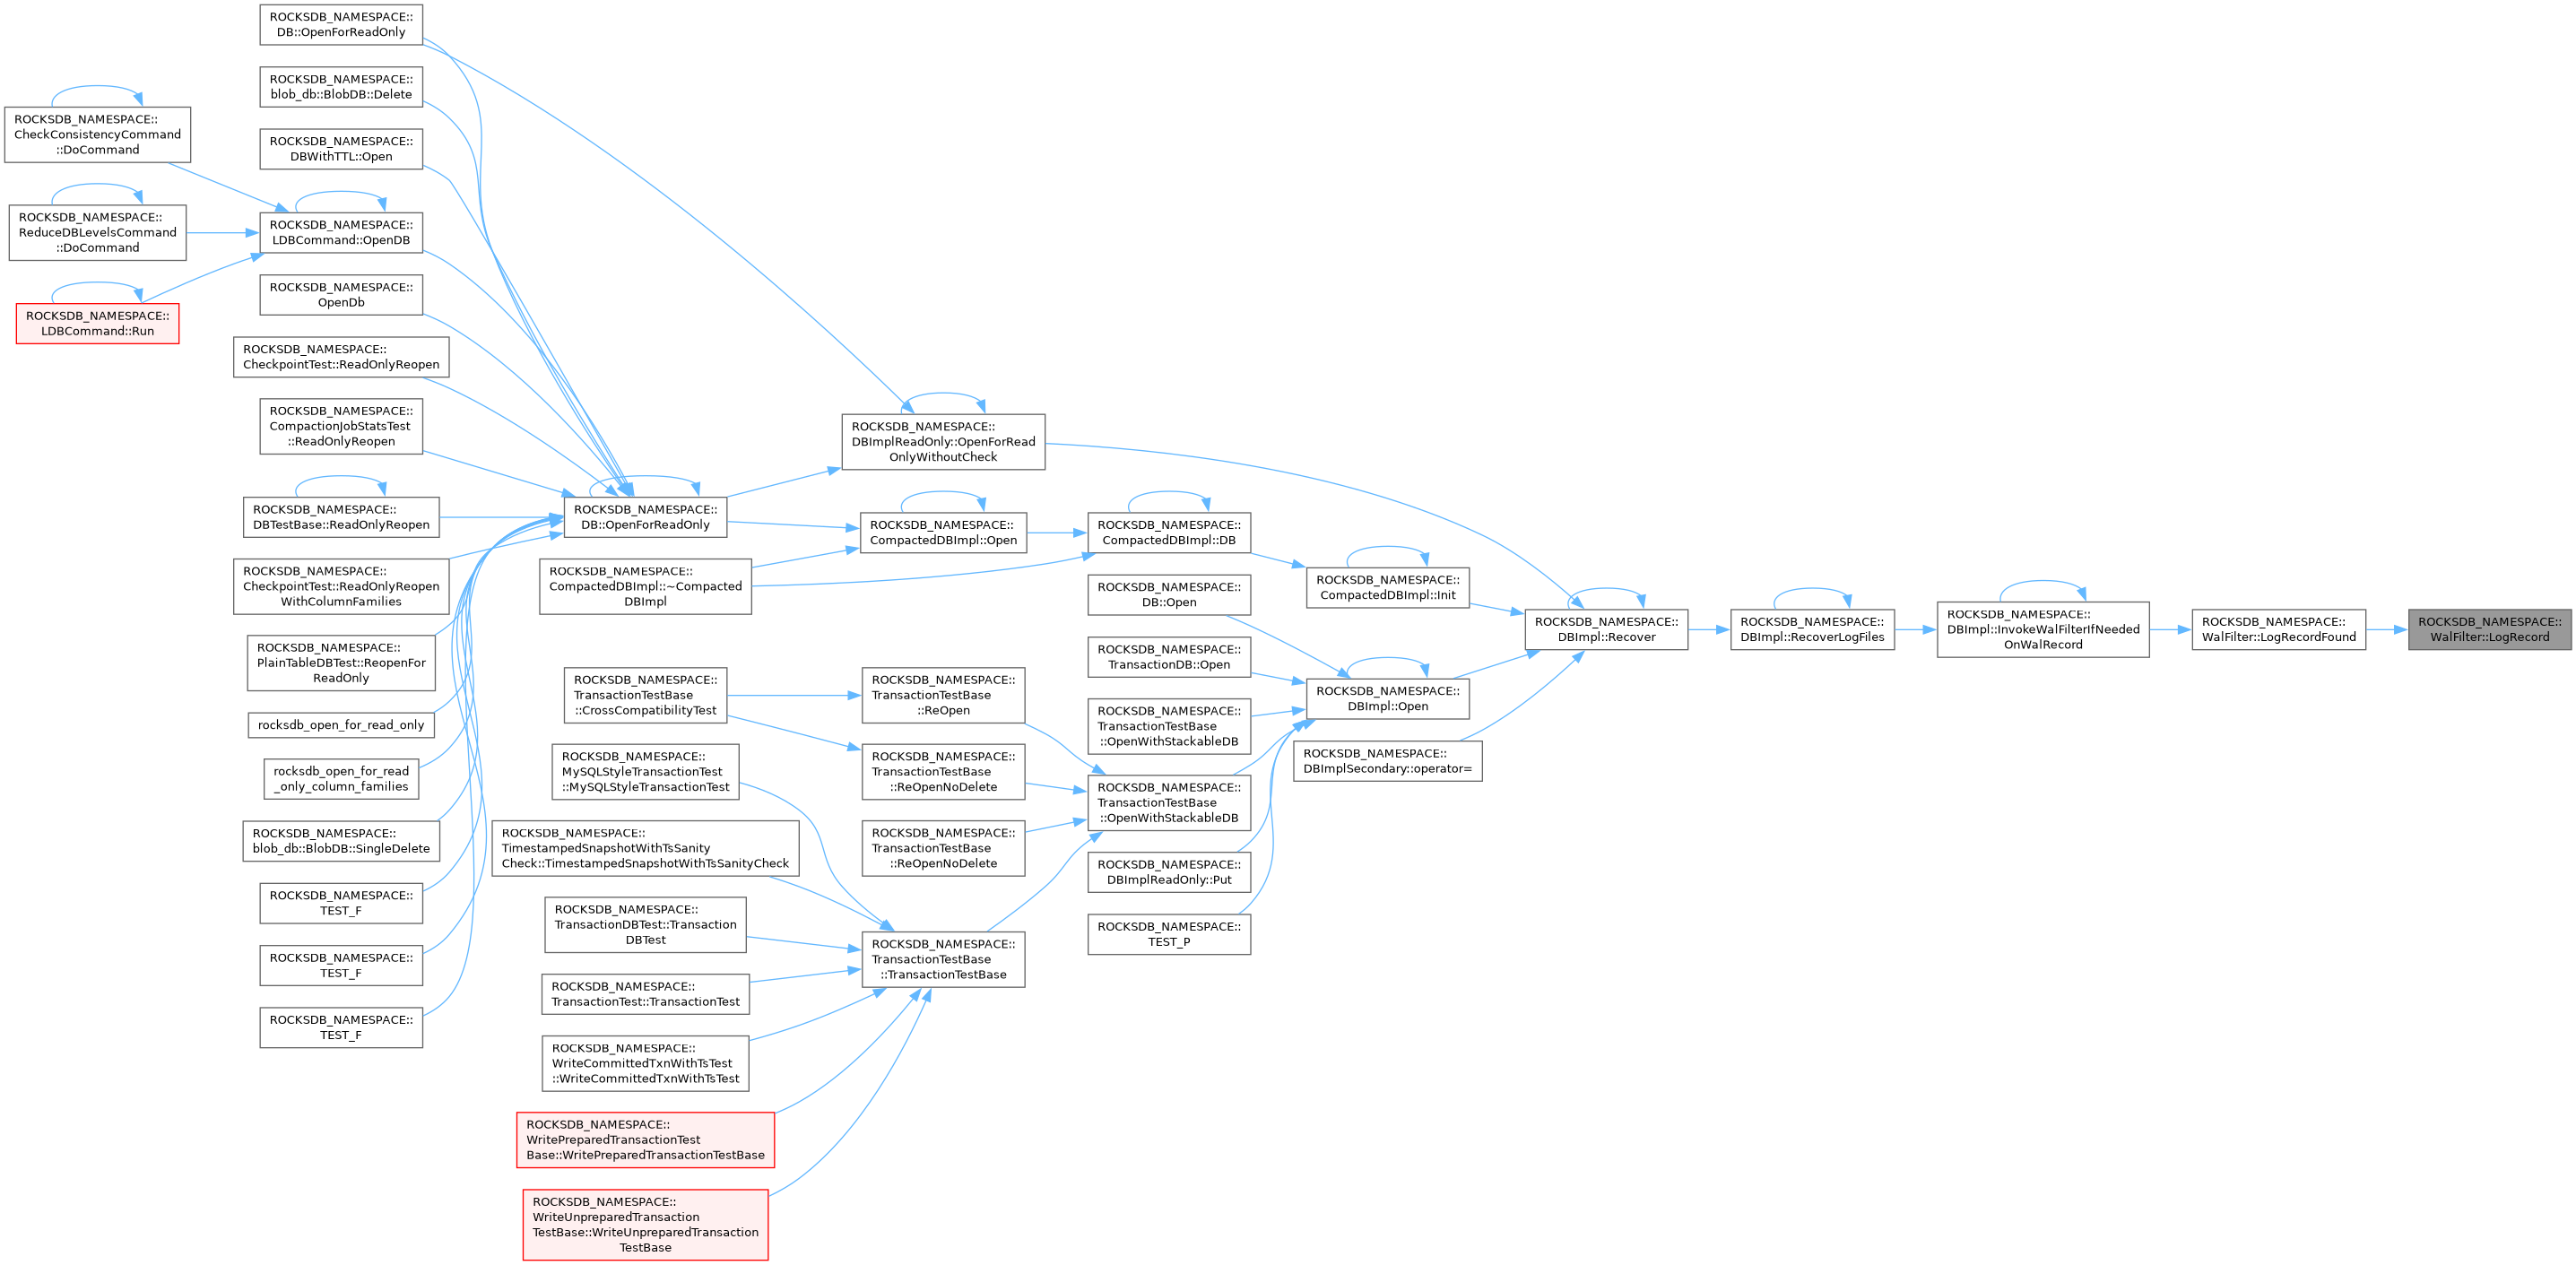 ROCKSDB_NAMESPACE::
DB::OpenForReadOnly
ROCKSDB_NAMESPACE::
blob_db::BlobDB::Delete
ROCKSDB_NAMESPACE::
CheckConsistencyCommand
::DoCommand
ROCKSDB_NAMESPACE::
DBWithTTL::Open
ROCKSDB_NAMESPACE::
ReduceDBLevelsCommand
::DoCommand
ROCKSDB_NAMESPACE::
LDBCommand::OpenDB
ROCKSDB_NAMESPACE::
LDBCommand::Run
ROCKSDB_NAMESPACE::
OpenDb
ROCKSDB_NAMESPACE::
CheckpointTest::ReadOnlyReopen
ROCKSDB_NAMESPACE::
CompactionJobStatsTest
::ReadOnlyReopen
ROCKSDB_NAMESPACE::
DBTestBase::ReadOnlyReopen
ROCKSDB_NAMESPACE::
CheckpointTest::ReadOnlyReopen
WithColumnFamilies
ROCKSDB_NAMESPACE::
PlainTableDBTest::ReopenFor
ReadOnly
rocksdb_open_for_read_only
rocksdb_open_for_read
_only_column_families
ROCKSDB_NAMESPACE::
blob_db::BlobDB::SingleDelete
ROCKSDB_NAMESPACE::
TEST_F
ROCKSDB_NAMESPACE::
TEST_F
ROCKSDB_NAMESPACE::
TEST_F
ROCKSDB_NAMESPACE::
DB::OpenForReadOnly
ROCKSDB_NAMESPACE::
CompactedDBImpl::~Compacted
DBImpl
ROCKSDB_NAMESPACE::
TransactionTestBase
::CrossCompatibilityTest
ROCKSDB_NAMESPACE::
MySQLStyleTransactionTest
::MySQLStyleTransactionTest
ROCKSDB_NAMESPACE::
TimestampedSnapshotWithTsSanity
Check::TimestampedSnapshotWithTsSanityCheck
ROCKSDB_NAMESPACE::
TransactionDBTest::Transaction
DBTest
ROCKSDB_NAMESPACE::
TransactionTest::TransactionTest
ROCKSDB_NAMESPACE::
WriteCommittedTxnWithTsTest
::WriteCommittedTxnWithTsTest
ROCKSDB_NAMESPACE::
WritePreparedTransactionTest
Base::WritePreparedTransactionTestBase
ROCKSDB_NAMESPACE::
WriteUnpreparedTransaction
TestBase::WriteUnpreparedTransaction
TestBase
ROCKSDB_NAMESPACE::
DBImplReadOnly::OpenForRead
OnlyWithoutCheck
ROCKSDB_NAMESPACE::
CompactedDBImpl::Open
ROCKSDB_NAMESPACE::
TransactionTestBase
::ReOpen
ROCKSDB_NAMESPACE::
TransactionTestBase
::ReOpenNoDelete
ROCKSDB_NAMESPACE::
TransactionTestBase
::ReOpenNoDelete
ROCKSDB_NAMESPACE::
TransactionTestBase
::TransactionTestBase
ROCKSDB_NAMESPACE::
CompactedDBImpl::DB
ROCKSDB_NAMESPACE::
DB::Open
ROCKSDB_NAMESPACE::
TransactionDB::Open
ROCKSDB_NAMESPACE::
TransactionTestBase
::OpenWithStackableDB
ROCKSDB_NAMESPACE::
TransactionTestBase
::OpenWithStackableDB
ROCKSDB_NAMESPACE::
DBImplReadOnly::Put
ROCKSDB_NAMESPACE::
TEST_P
ROCKSDB_NAMESPACE::
CompactedDBImpl::Init
ROCKSDB_NAMESPACE::
DBImpl::Open
ROCKSDB_NAMESPACE::
DBImplSecondary::operator=
ROCKSDB_NAMESPACE::
DBImpl::Recover
ROCKSDB_NAMESPACE::
DBImpl::RecoverLogFiles
ROCKSDB_NAMESPACE::
DBImpl::InvokeWalFilterIfNeeded
OnWalRecord
ROCKSDB_NAMESPACE::
WalFilter::LogRecordFound
ROCKSDB_NAMESPACE::
WalFilter::LogRecord